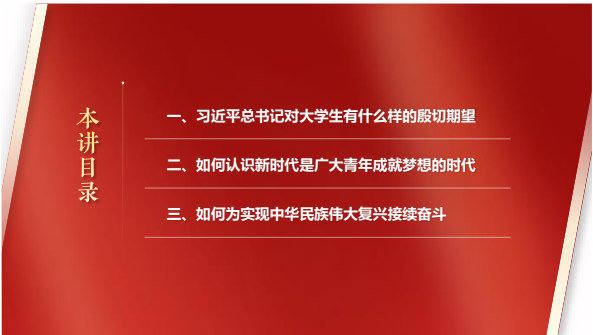 本讲目录
一、习近平总书记对大学生有什么样的殷切期望
二、如何认识新时代是广大青年成就梦想的时代
三、如何为实现中华民族伟大复兴接续奋斗